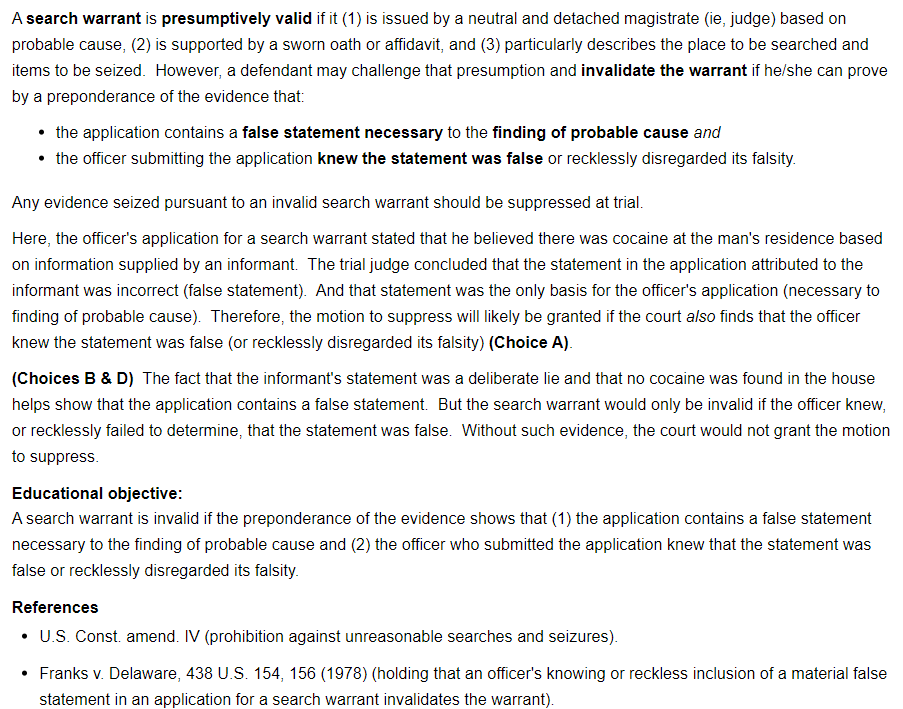 A search warrant is presumptively valid if it (1) is issued by a neutral and detached magistrate (ie, judge) based on
probable cause, (2) is supported by a sworn oath or affidavit, and (3) particularly describes the place to be searched and
items to be seized.  However, a defendant may challenge that presumption and invalidate the warrant if he/she can prove
by a preponderance of the evidence that:
• the application contains a false statement necessary to the finding of probable cause and
• the officer submitting the application knew the statement was false or recklessly disregarded its falsity.
Any evidence seized pursuant to an invalid search warrant should be suppressed at trial.
Here, the officer's application for a search warrant stated that he believed there was cocaine at the man's residence based
on information supplied by an informant.  The trial judge concluded that the statement in the application attributed to the
informant was incorrect (false statement).  And that statement was the only basis for the officer's application (necessary to
finding of probable cause).  Therefore, the motion to suppress will likely be granted if the court also finds that the officer
knew the statement was false (or recklessly disregarded its falsity) (Choice A).
(Choices B & D)  The fact that the informant's statement was a deliberate lie and that no cocaine was found in the house
helps show that the application contains a false statement.  But the search warrant would only be invalid if the officer knew,
or recklessly failed to determine, that the statement was false.  Without such evidence, the court would not grant the motion
to suppress.
Educational objective:
A search warrant is invalid if the preponderance of the evidence shows that (1) the application contains a false statement
necessary to the finding of probable cause and (2) the officer who submitted the application knew that the statement was
false or recklessly disregarded its falsity.
References
• U.S. Const. amend. IV (prohibition against unreasonable searches and seizures).
• Franks v. Delaware, 438 U.S. 154, 156 (1978) (holding that an officer's knowing or reckless inclusion of a material false
statement in an application for a search warrant invalidates the warrant).